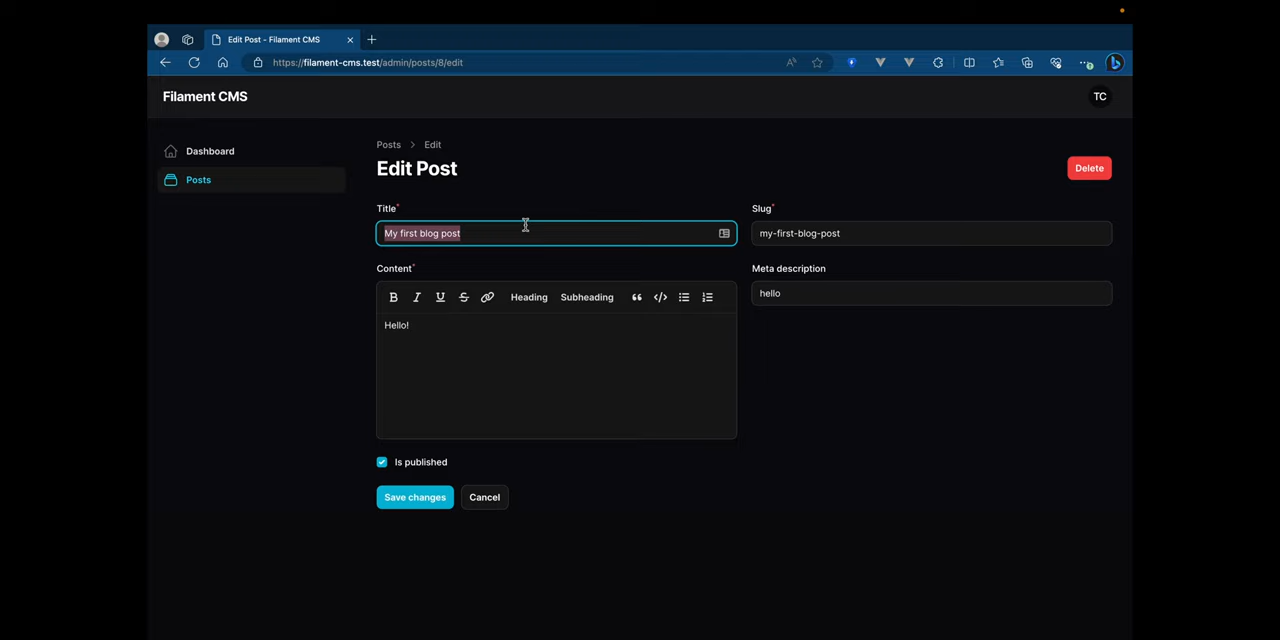 Edit Post - Filament CMS
https://filament-cms.test/admin/posts/8/edit
Filament CMS
TC
Dashboard
Posts
Posts > Edit
Edit Post
Delete
Title*
My first blog post
Slug*
my-first-blog-post
Content*
B I U S Heading Subheading
Hello!
Meta description
hello
Is published
Save changes Cancel